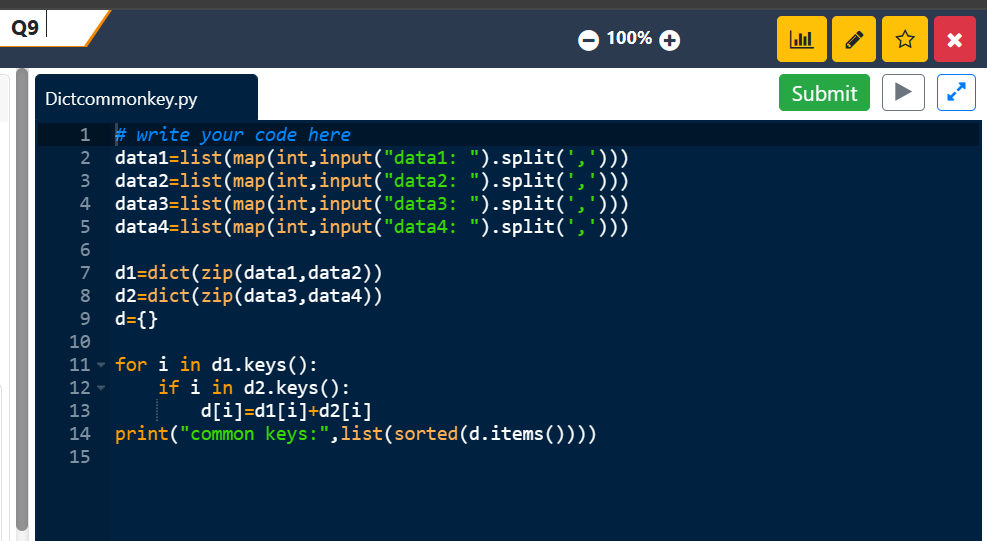 Q9
100%
Dictcommonkey.py
Submit
1 # write your code here
2 data1=list(map(int,input("data1: ").split(',')))
3 data2=list(map(int,input("data2: ").split(',')))
4 data3=list(map(int,input("data3: ").split(',')))
5 data4=list(map(int,input("data4: ").split(',')))
6
7 d1=dict(zip(data1,data2))
8 d2=dict(zip(data3,data4))
9 d={}
10
11 for i in d1.keys():
12     if i in d2.keys():
13         d[i]=d1[i]+d2[i]
14 print("common keys:",list(sorted(d.items())))
15